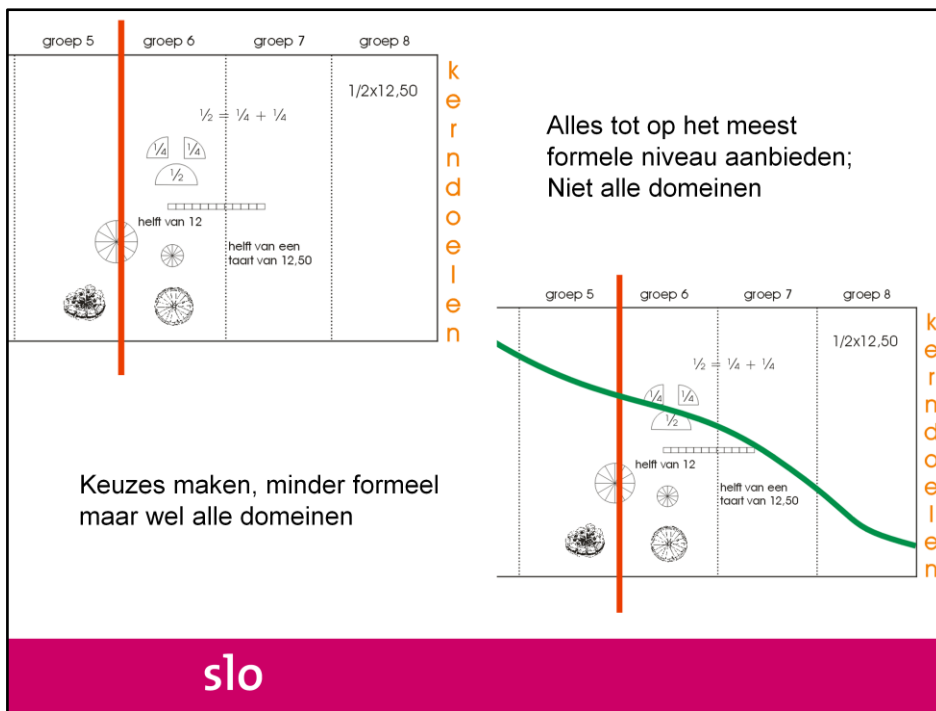 groep 5 groep 6 groep 7 groep 8
1/2x12,50
½ = ¼ + ¼
¼ ¼
½
helft van 12
helft van een
taart van 12,50
kerndoelen
Alles tot op het meest
formele niveau aanbieden;
Niet alle domeinen
Keuzes maken, minder formeel
maar wel alle domeinen
groep 5 groep 6 groep 7 groep 8
1/2x12,50
½ = ¼ + ¼
¼ ¼
½
helft van 12
helft van een
taart van 12,50
kerndoelen
slo